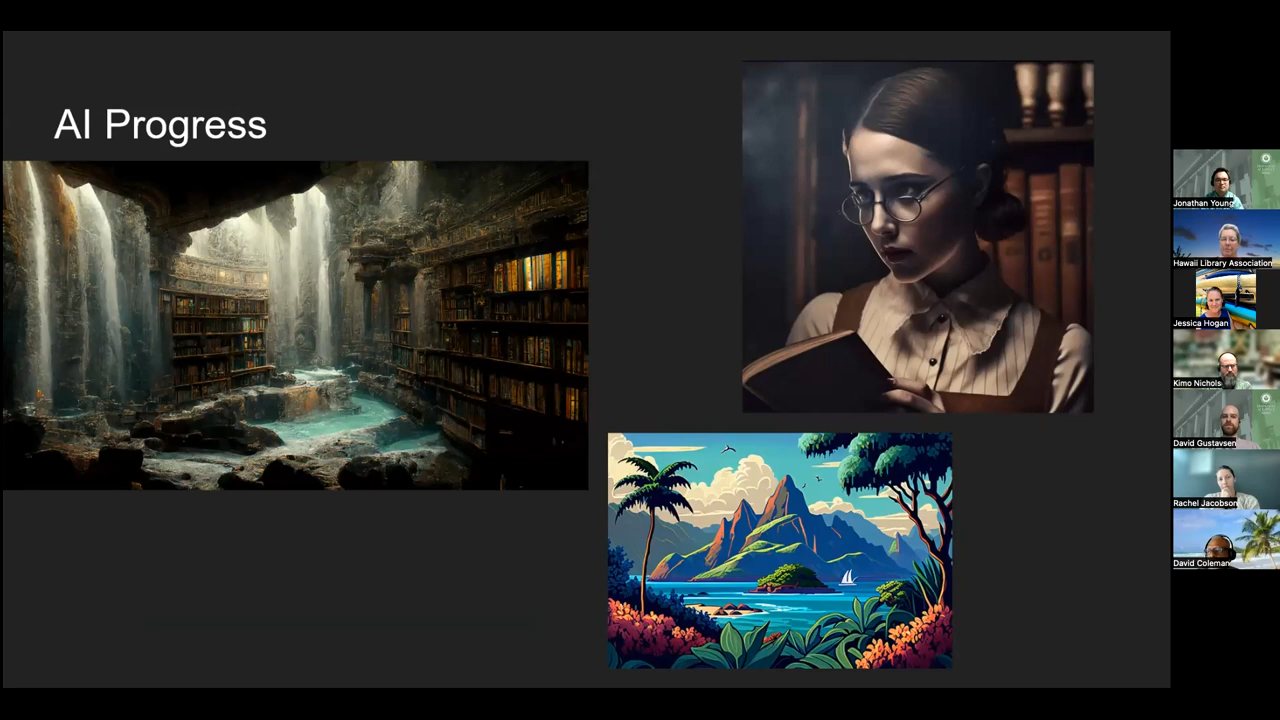 AI Progress
Jonathan Young
Hawaii Library Association
Jessica Hogan
Kimo Nichols
David Gustavsen
Rachel Jacobson
David Coleman